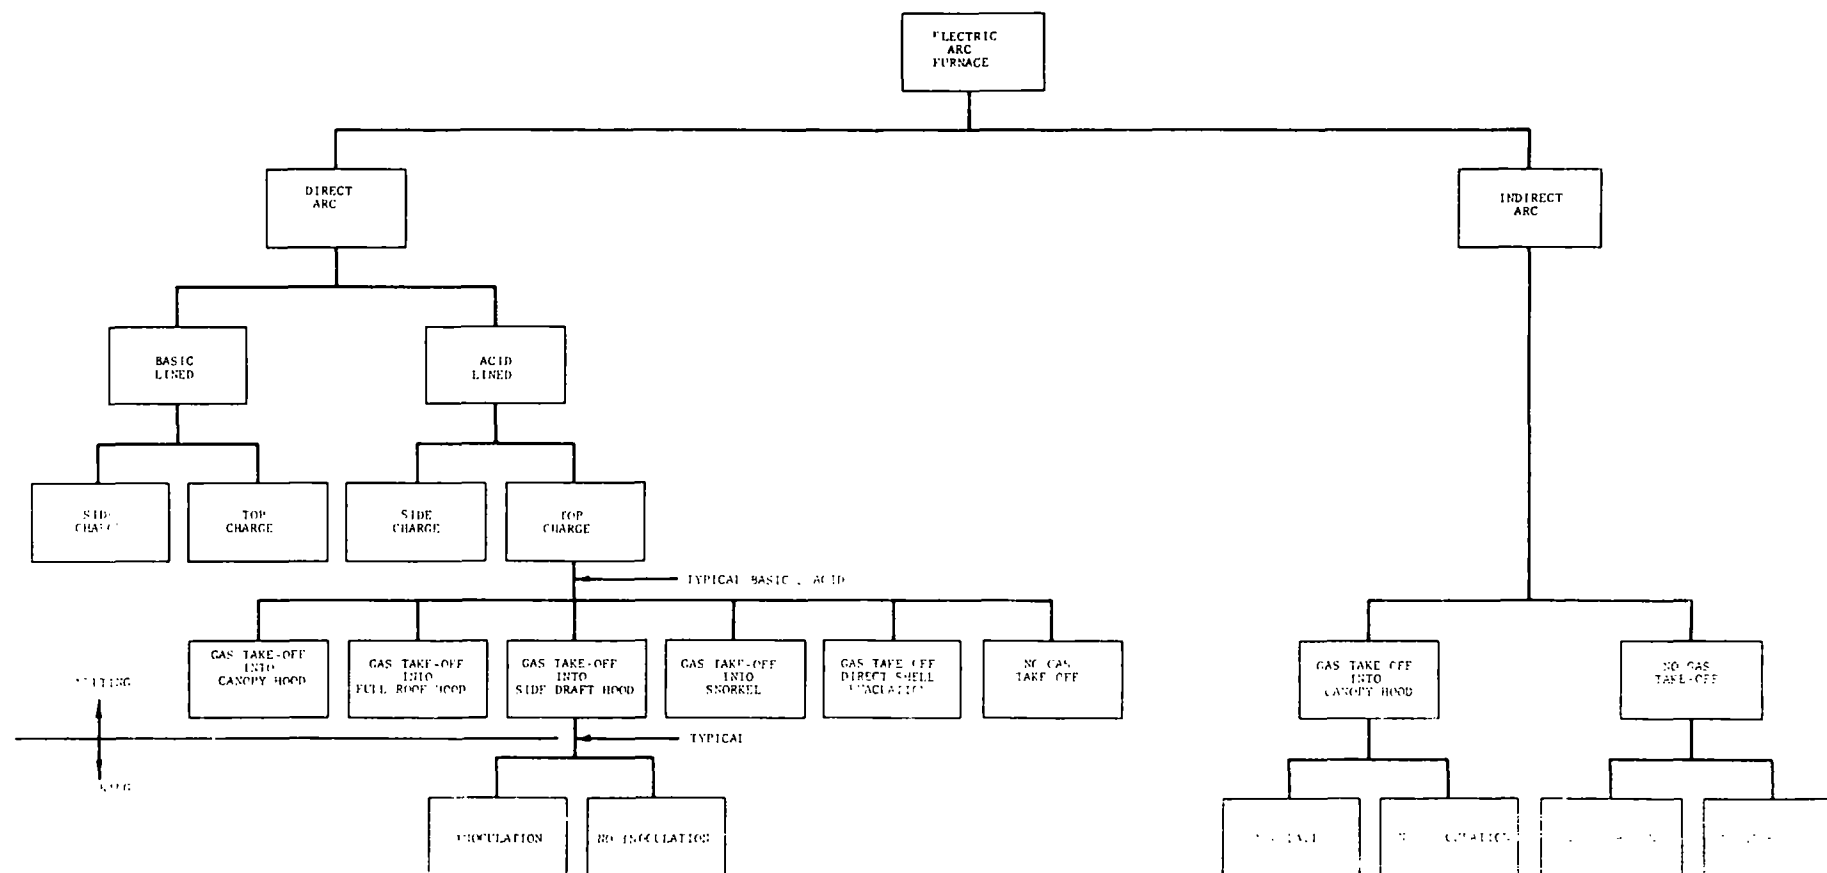 ELECTRIC
ARC
FURNACE
DIRECT
ARC
INDIRECT
ARC
BASIC
LINED
ACID
LINED
SIDE
TOP
CHARGE
SIDE
CHARGE
TOP
CHARGE
TYPICAL BASIC ACID
GAS TAKE-OFF
INTO
CANOPY HOOD
GAS TAKE-OFF
INTO
FULL ROOF HOOD
GAS TAKE-OFF
INTO
SIDE DRAFT HOOD
GAS TAKE-OFF
INTO
SNORKEL
GAS TAKE OFF
DIRECT SHELL
NO GAS
TAKE OFF
GAS TAKE OFF
INTO
CANOPY HOOD
NO GAS
TAKE-OFF
TYPICAL
INOCULATION
NO INOCULATION